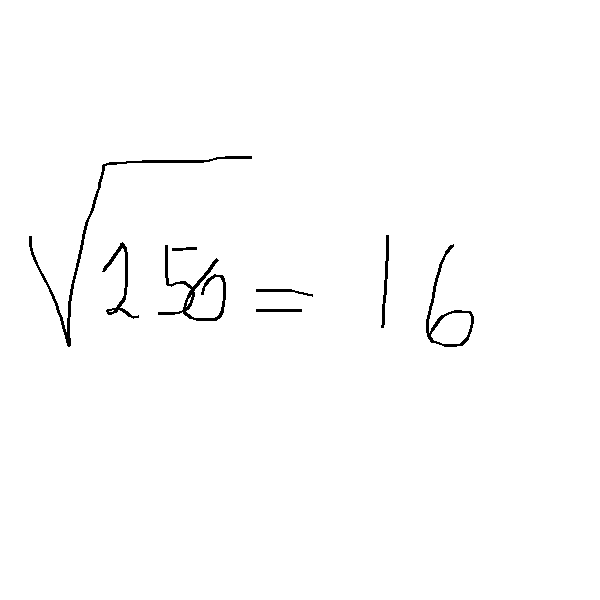 √256 = 16